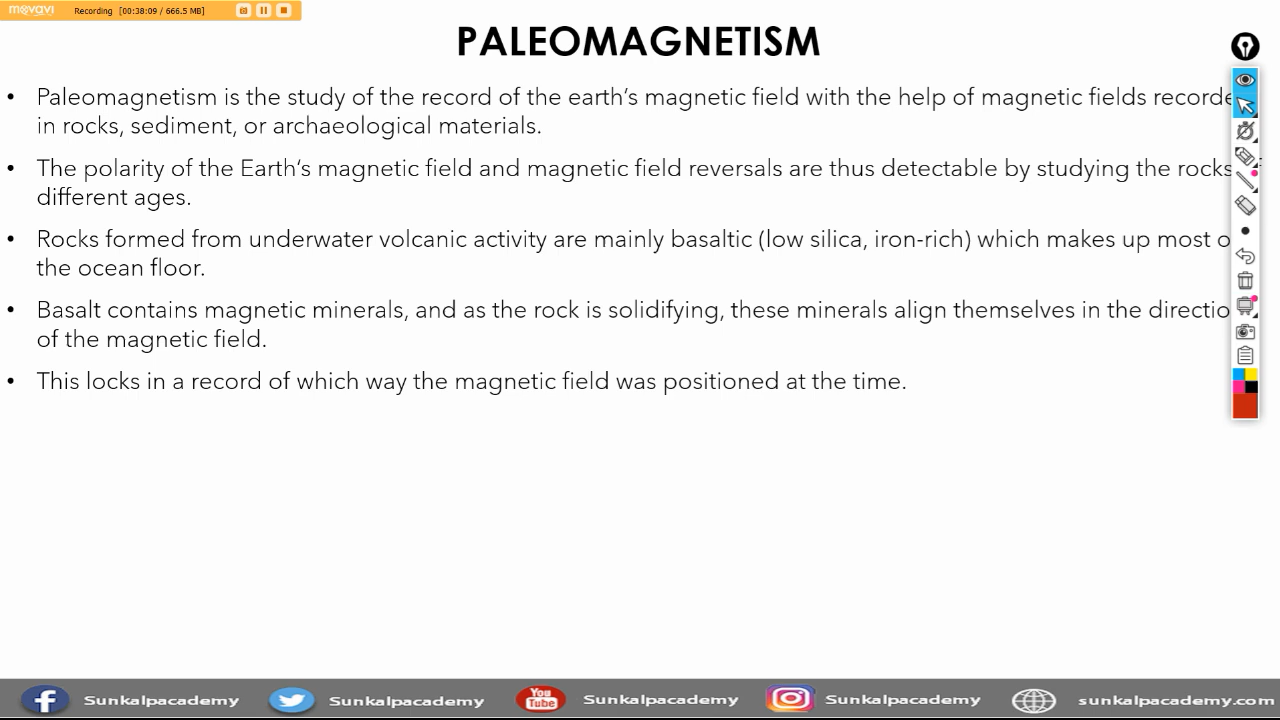 movavi Recording [00:38:09 / 666.5 MB]
PALEOMAGNETISM
• Paleomagnetism is the study of the record of the earth's magnetic field with the help of magnetic fields recorde
in rocks, sediment, or archaeological materials.
• The polarity of the Earth's magnetic field and magnetic field reversals are thus detectable by studying the rocks
different ages.
• Rocks formed from underwater volcanic activity are mainly basaltic (low silica, iron-rich) which makes up most o
the ocean floor.
• Basalt contains magnetic minerals, and as the rock is solidifying, these minerals align themselves in the directio
of the magnetic field.
• This locks in a record of which way the magnetic field was positioned at the time.
f Sunkalpacademy Sunkalpacademy You Tube Sunkalpacademy Sunkalpacademy sunkalpacademy.com